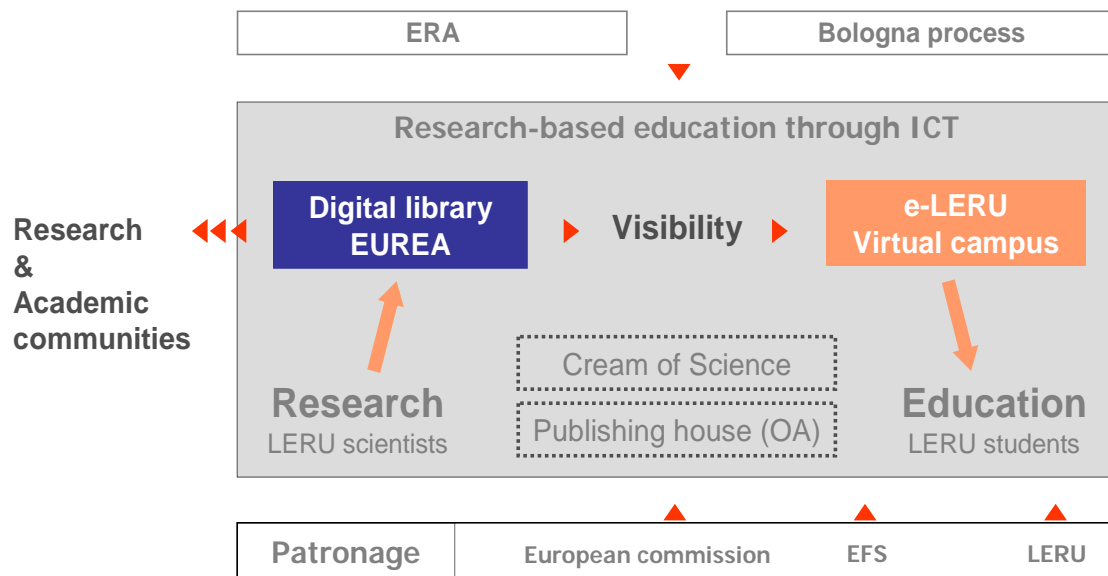 ERA
Bologna process
Research-based education through ICT
Digital library
EUREA
Visibility
e-LERU
Virtual campus
Research
&
Academic
communities
Cream of Science
Publishing house (OA)
Research
LERU scientists
Education
LERU students
Patronage
European commission
EFS
LERU